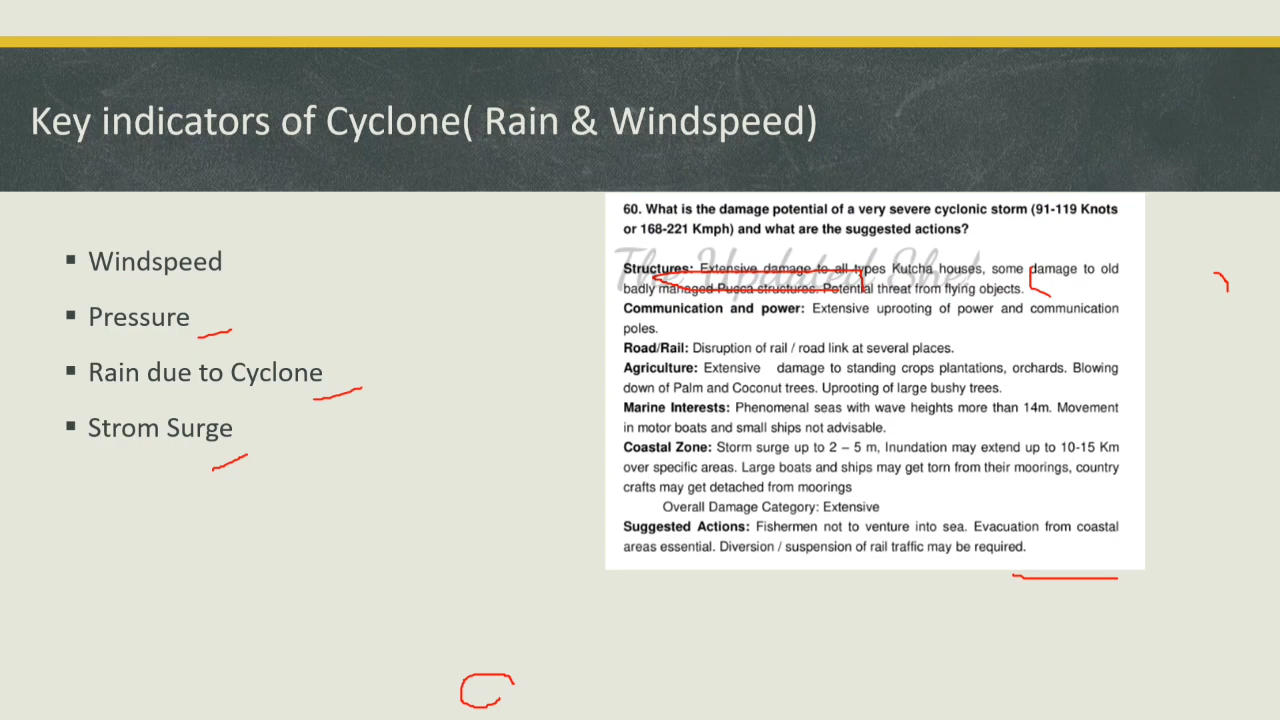 Key indicators of Cyclone( Rain & Windspeed)
Windspeed
Pressure
Rain due to Cyclone
Strom Surge
60. What is the damage potential of a very severe cyclonic storm (91-119 Knots
or 168-221 Kmph) and what are the suggested actions?
Structures: Extensive damage to all types Kutcha houses, some damage to old
badly managed Pucca structures. Potential threat from flying objects.
Communication and power: Extensive uprooting of power and communication
poles.
Road/Rail: Disruption of rail / road link at several places.
Agriculture: Extensive damage to standing crops plantations, orchards. Blowing
down of Palm and Coconut trees. Uprooting of large bushy trees.
Marine Interests: Phenomenal seas with wave heights more than 14m. Movement
in motor boats and small ships not advisable.
Coastal Zone: Storm surge up to 2 – 5 m, Inundation may extend up to 10-15 Km
over specific areas. Large boats and ships may get torn from their moorings, country
crafts may get detached from moorings
Overall Damage Category: Extensive
Suggested Actions: Fishermen not to venture into sea. Evacuation from coastal
areas essential. Diversion / suspension of rail traffic may be required.
The Updated Shel